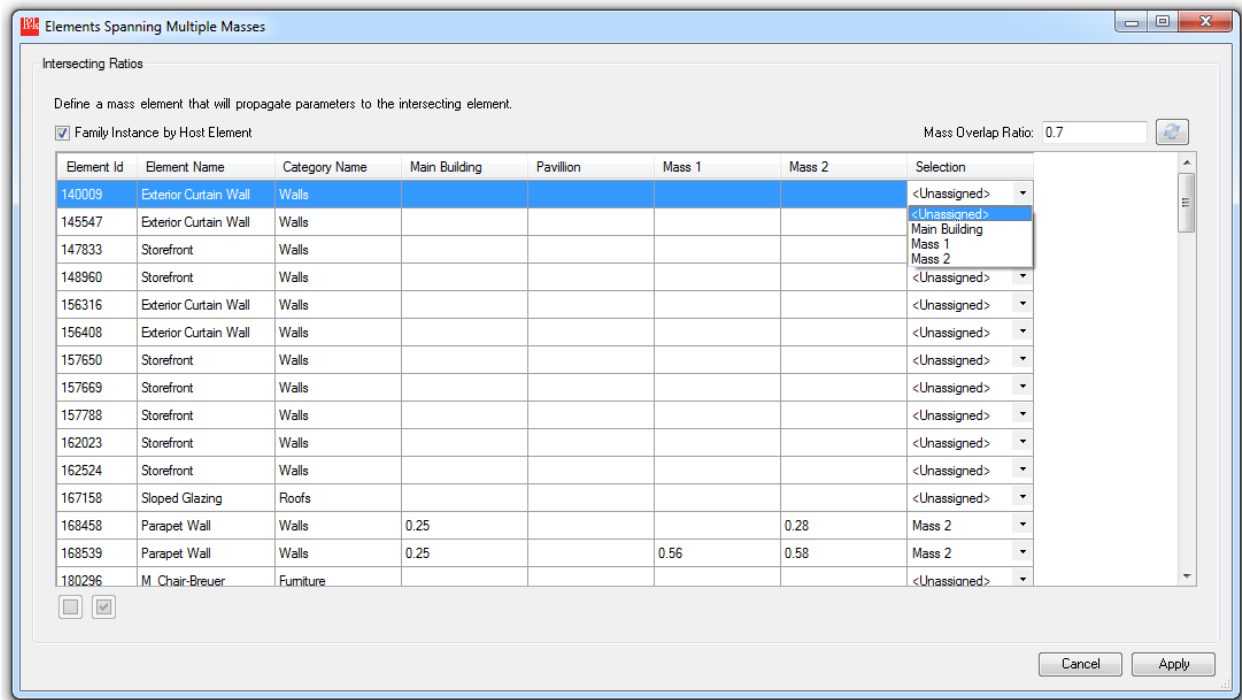 Elements Spanning Multiple Masses
Intersecting Ratios
Define a mass element that will propagate parameters to the intersecting element.
Family Instance by Host Element
Mass Overlap Ratio: 0.7
Element Id Element Name Category Name Main Building Pavillion Mass 1 Mass 2 Selection
140009 Exterior Curtain Wall Walls <Unassigned>
<Unassigned>
Main Building
Mass 1
Mass 2
145547 Exterior Curtain Wall Walls
147833 Storefront Walls
148960 Storefront Walls <Unassigned>
156316 Exterior Curtain Wall Walls <Unassigned>
156408 Exterior Curtain Wall Walls <Unassigned>
157650 Storefront Walls <Unassigned>
157669 Storefront Walls <Unassigned>
157788 Storefront Walls <Unassigned>
162023 Storefront Walls <Unassigned>
162524 Storefront Walls <Unassigned>
167158 Sloped Glazing Roofs <Unassigned>
168458 Parapet Wall Walls 0.25 0.28 Mass 2
168539 Parapet Wall Walls 0.25 0.56 0.58 Mass 2
180296 M_Chair-Breuer Furniture <Unassigned>
Cancel Apply